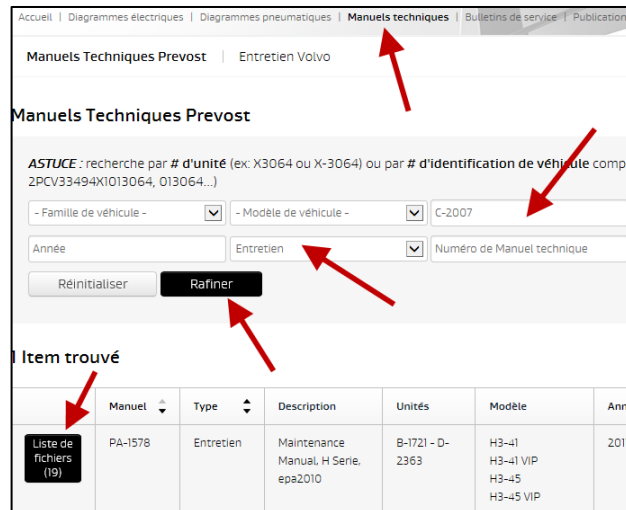 Accueil | Diagrammes électriques | Diagrammes pneumatiques | Manuels techniques | Bulletins de service | Publication
Manuels Techniques Prevost | Entretien Volvo
Manuels Techniques Prevost
ASTUCE : recherche par # d'unité (ex: X3064 ou X-3064) ou par # d'identification de véhicule comp
2PCV33494X1013064, 013064...)
- Famille de véhicule - - Modèle de véhicule - C-2007
Année Entretien Numéro de Manuel technique
Réinitialiser Rafiner
1 Item trouvé
Manuel Type Description Unités Modèle Ann
Liste de fichiers (19) PA-1578 Entretien Maintenance B-1721 - D- H3-41 201
Manual, H Serie, 2363 H3-41 VIP
epa2010 H3-45
H3-45 VIP